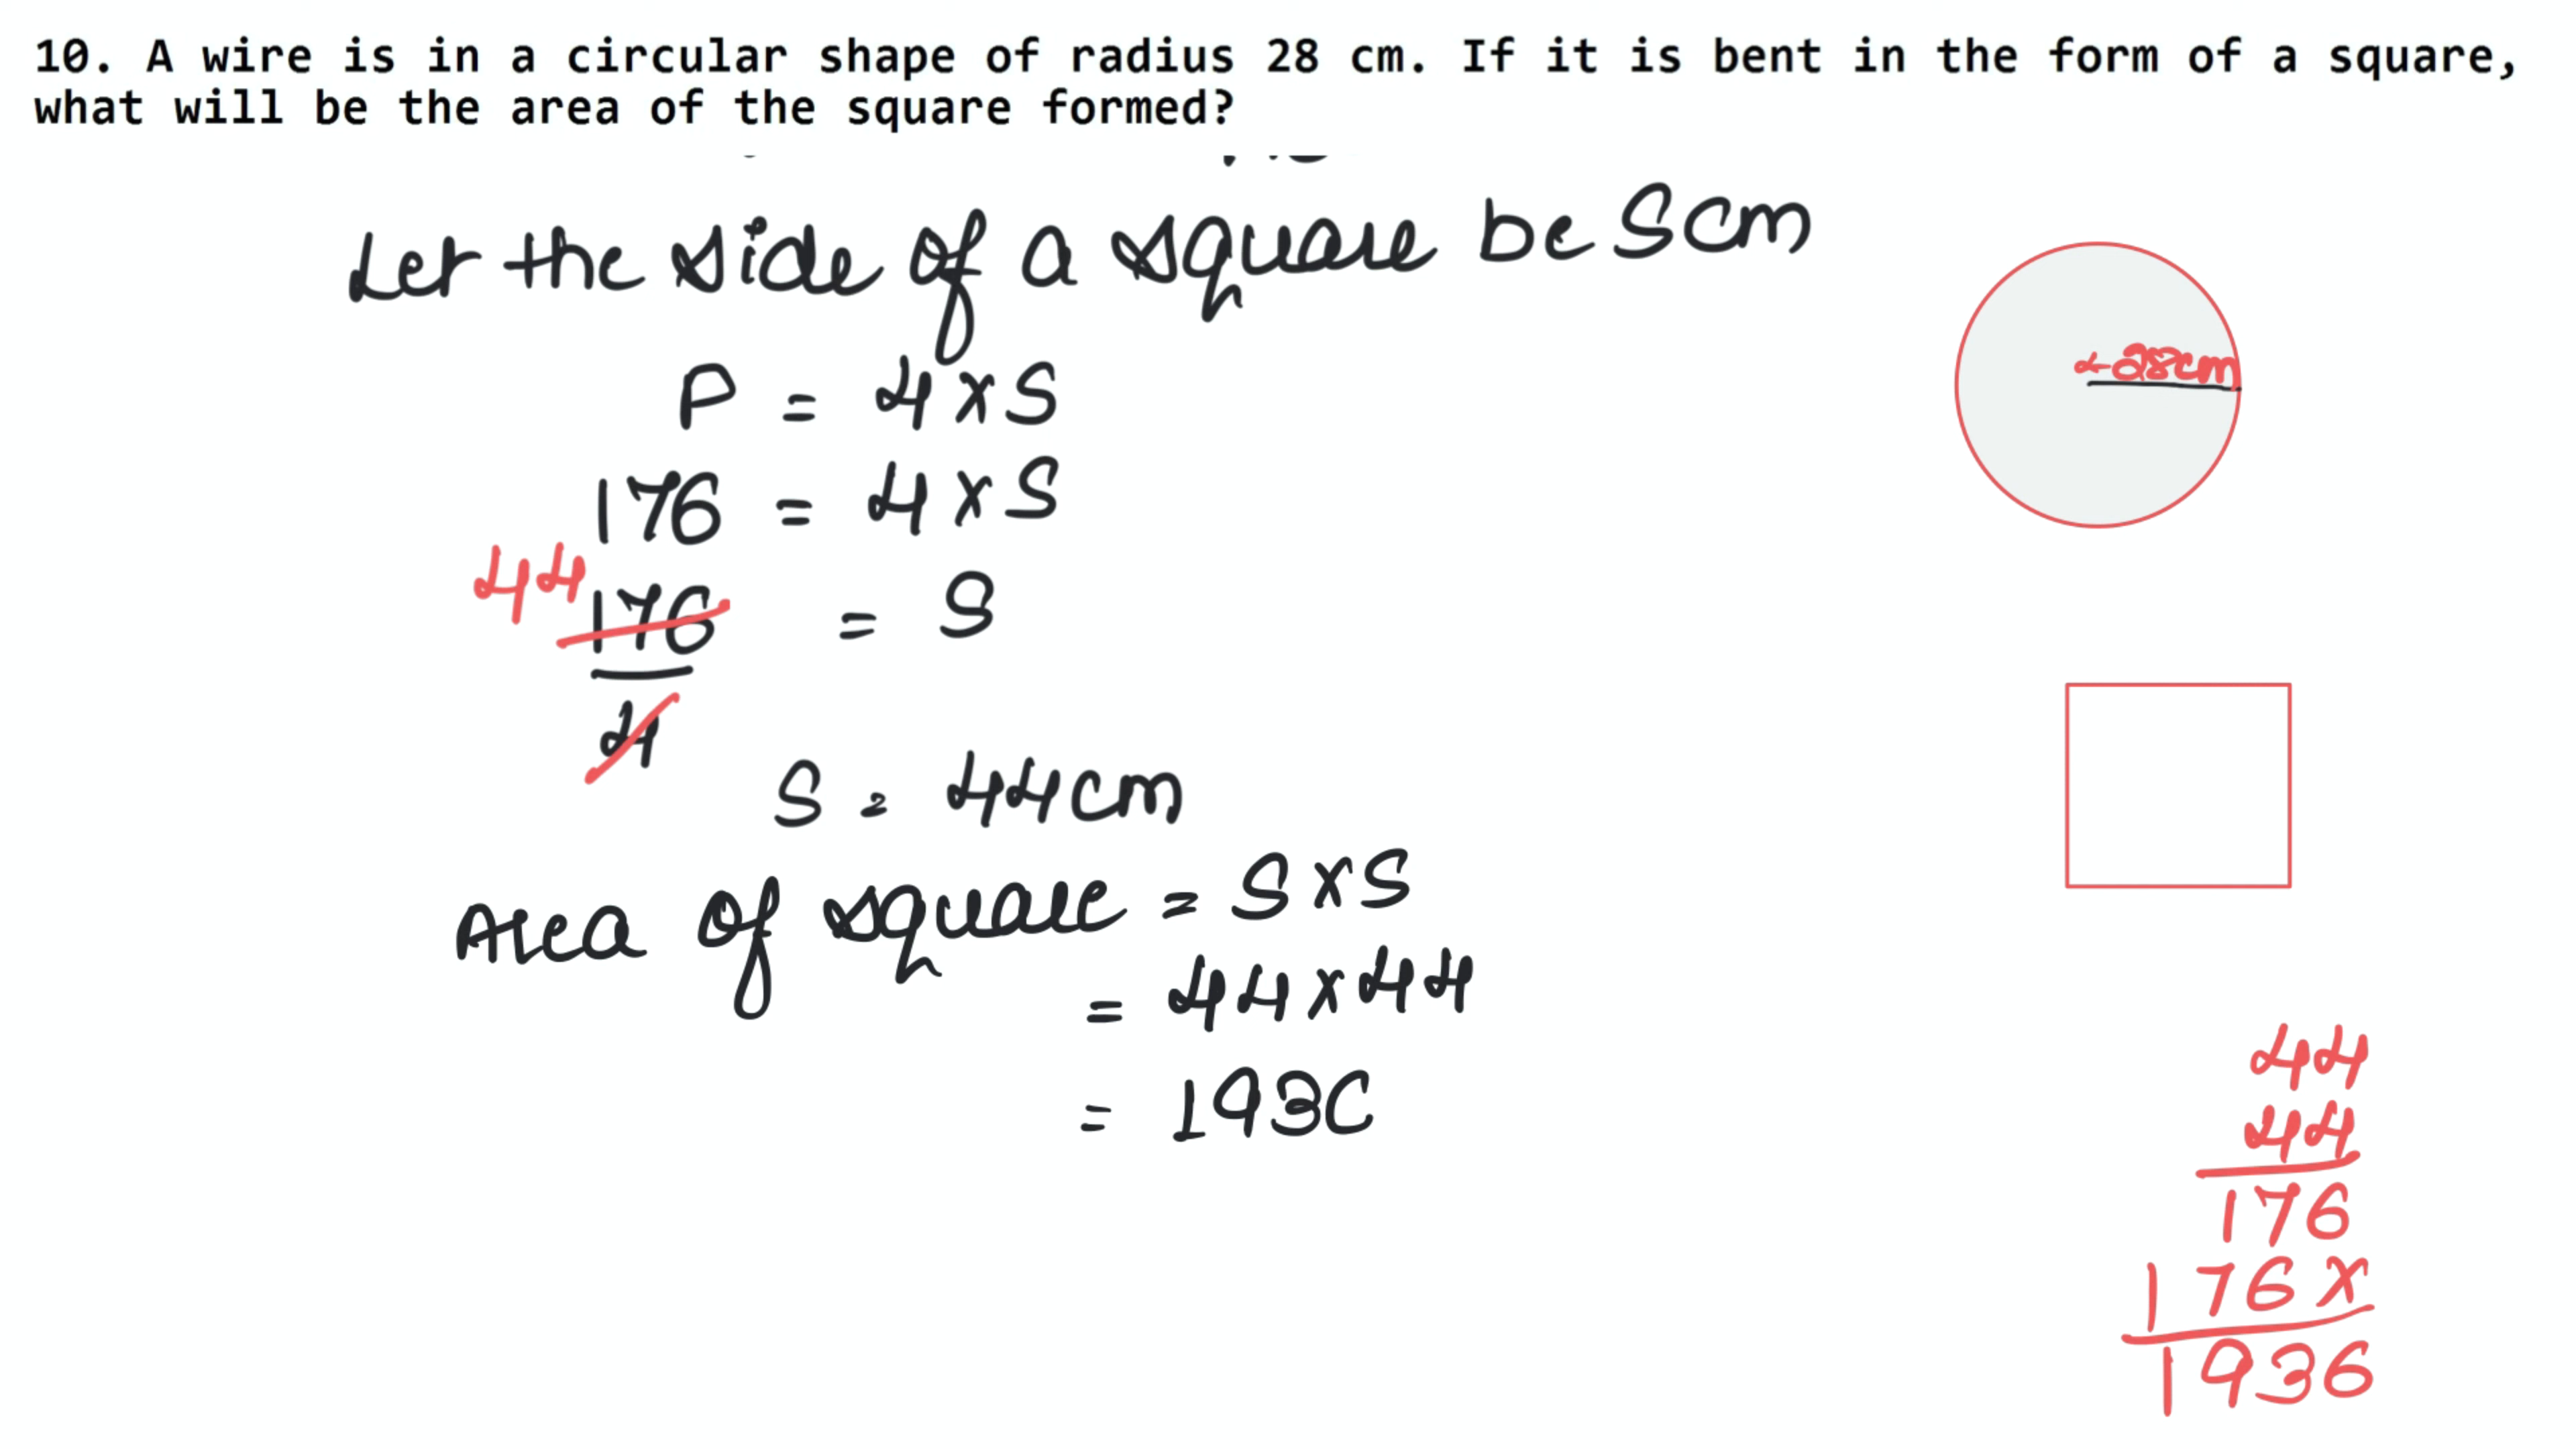 10. A wire is in a circular shape of radius 28 cm. If it is bent in the form of a square,
what will be the area of the square formed?
Let the side of a square be S cm
P = 4 x S
176 = 4 x S
44
176 = S
4
S = 44cm
Area of square = S x S
= 44 x 44
= 193C
28cm
44
44
176
176x
1936